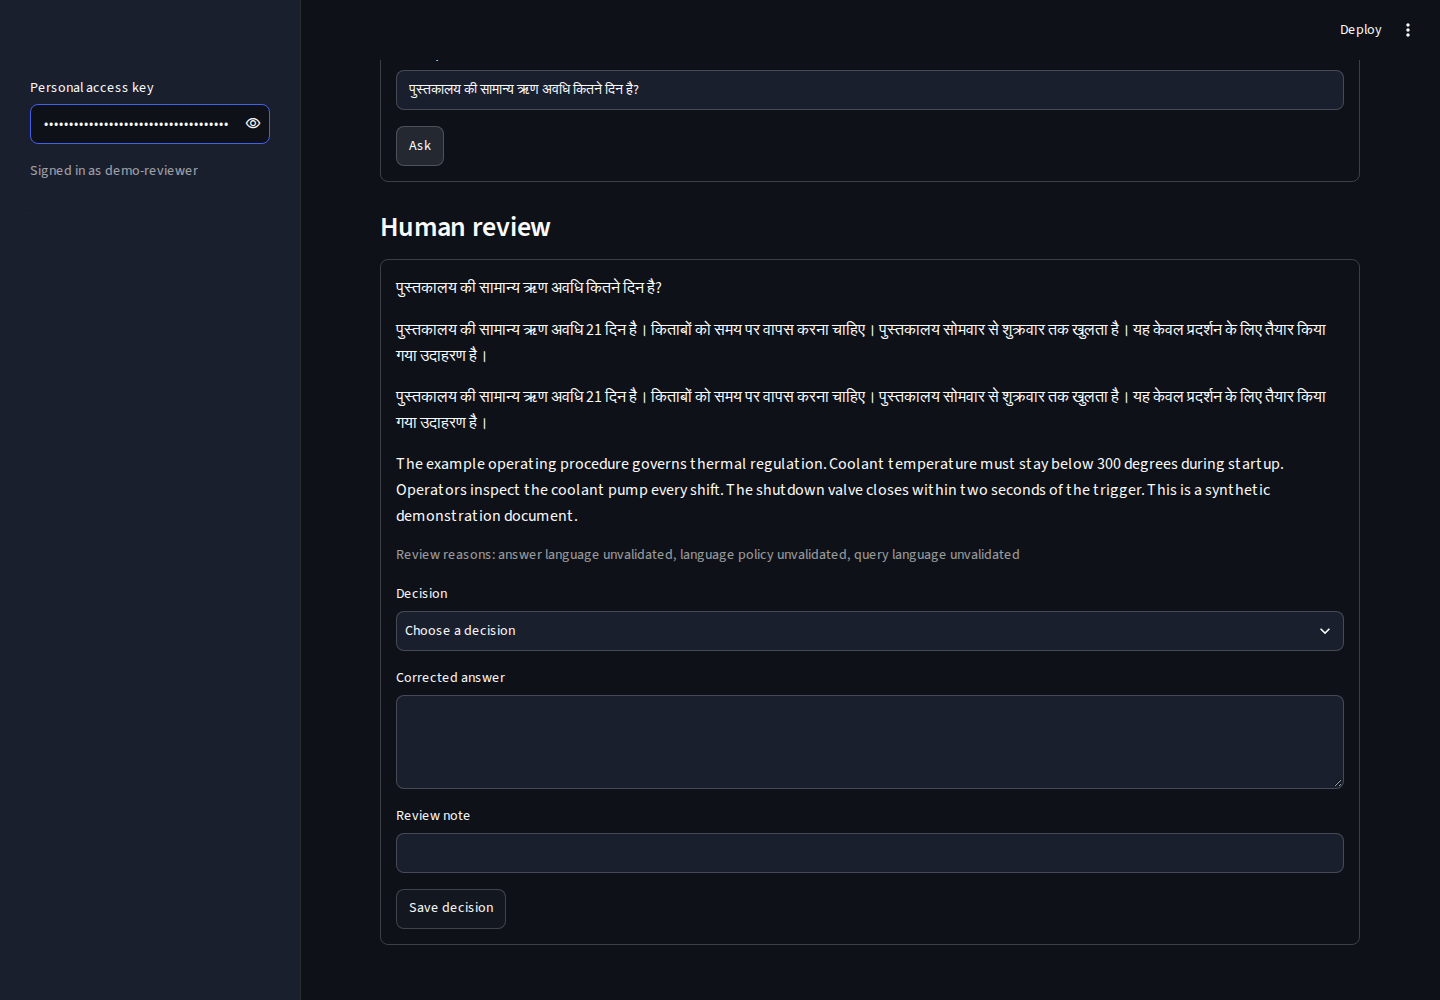 Deploy
Personal access key
••••••••••••••••••••••••••••••••••••
Signed in as demo-reviewer
पुस्तकालय की सामान्य ऋण अवधि कितने दिन है?
Ask
Human review
पुस्तकालय की सामान्य ऋण अवधि कितने दिन है?
पुस्तकालय की सामान्य ऋण अवधि 21 दिन है। किताबों को समय पर वापस करना चाहिए। पुस्तकालय सोमवार से शुक्रवार तक खुलता है। यह केवल प्रदर्शन के लिए तैयार किया
गया उदाहरण है।
पुस्तकालय की सामान्य ऋण अवधि 21 दिन है। किताबों को समय पर वापस करना चाहिए। पुस्तकालय सोमवार से शुक्रवार तक खुलता है। यह केवल प्रदर्शन के लिए तैयार किया
गया उदाहरण है।
The example operating procedure governs thermal regulation. Coolant temperature must stay below 300 degrees during startup.
Operators inspect the coolant pump every shift. The shutdown valve closes within two seconds of the trigger. This is a synthetic
demonstration document.
Review reasons: answer language unvalidated, language policy unvalidated, query language unvalidated
Decision
Choose a decision
Corrected answer
Review note
Save decision